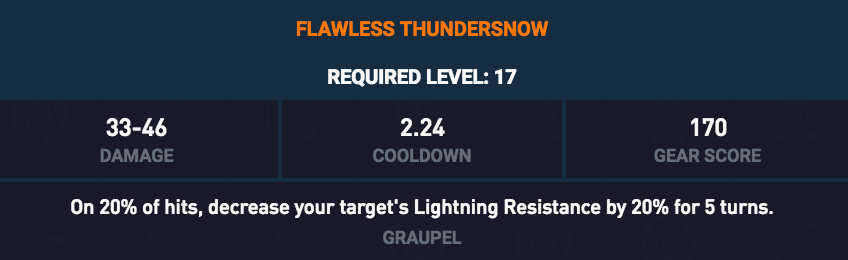 FLAWLESS THUNDERSNOW
REQUIRED LEVEL: 17
33-46
DAMAGE
2.24
COOLDOWN
170
GEAR SCORE
On 20% of hits, decrease your target's Lightning Resistance by 20% for 5 turns.
GRAUPEL